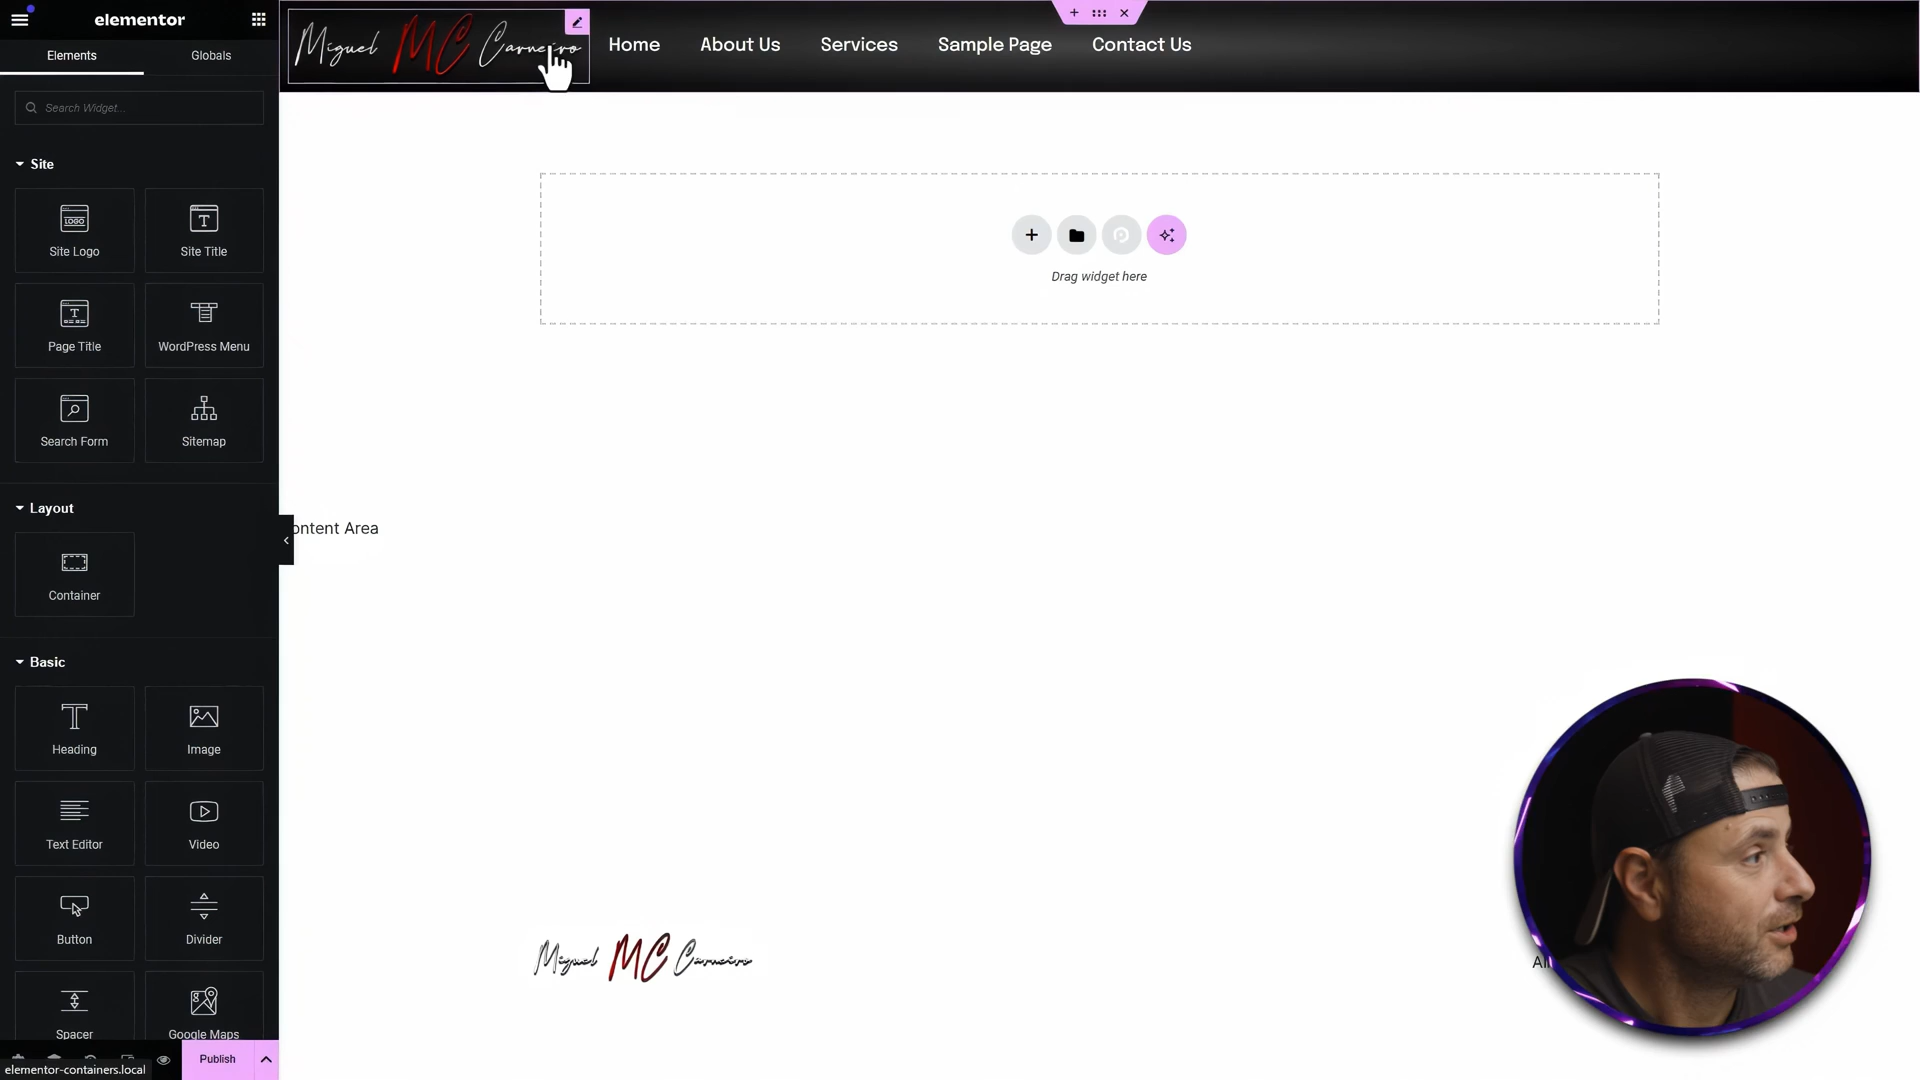 elementor
Elements
Globals
Search Widget...
Site
LOGO
Site Logo
Site Title
Page Title
WordPress Menu
Search Form
Sitemap
Layout
Container
Basic
Heading
Image
Text Editor
Video
Button
Divider
Spacer
Google Maps
Publish
elementor-containers.local
Miguel MC Carneiro
Home
About Us
Services
Sample Page
Contact Us
Drag widget here
ontent Area
Miguel MC Carneiro